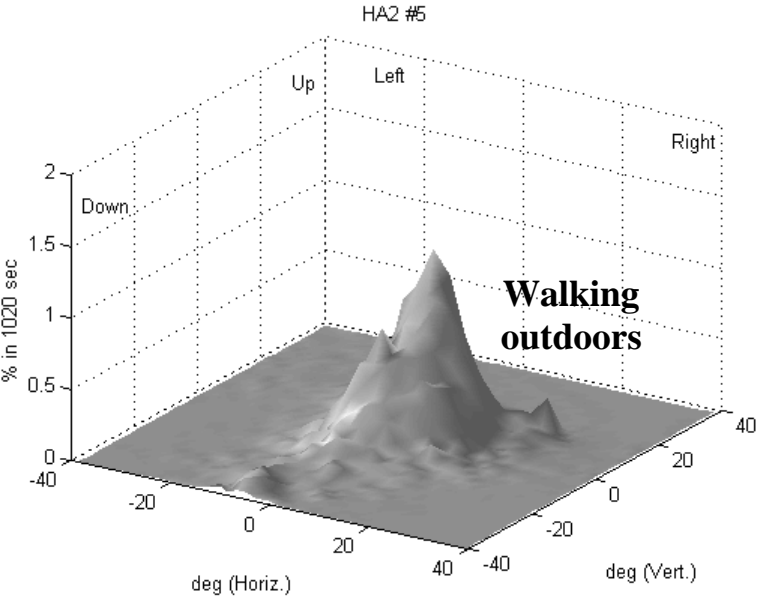 HA2 #5
Up
Left
Right
Down
2
1.5
1
0.5
0
% in 1020 sec
Walking
outdoors
-40
-20
0
20
40
deg (Horiz.)
-40
-20
0
20
40
deg (Vert.)